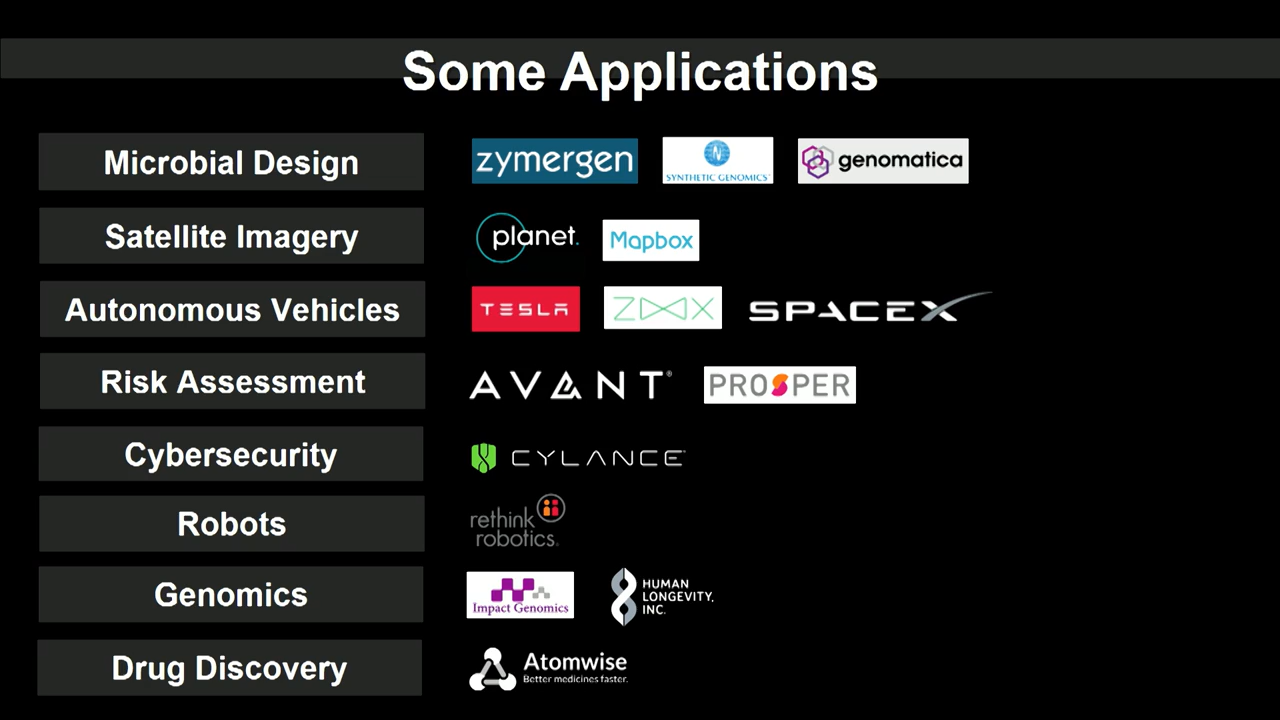 Some Applications
Microbial Design
zymergen
SYNTHETIC GENOMICS
genomatica
Satellite Imagery
planet.
Mapbox
Autonomous Vehicles
TESLA
ZOOX
SPACEX
Risk Assessment
AVANT®
PROSPER
Cybersecurity
CYLANCE
Robots
rethink
robotics.
Genomics
Impact Genomics
HUMAN
LONGEVITY,
INC.
Drug Discovery
Atomwise
Better medicines faster.